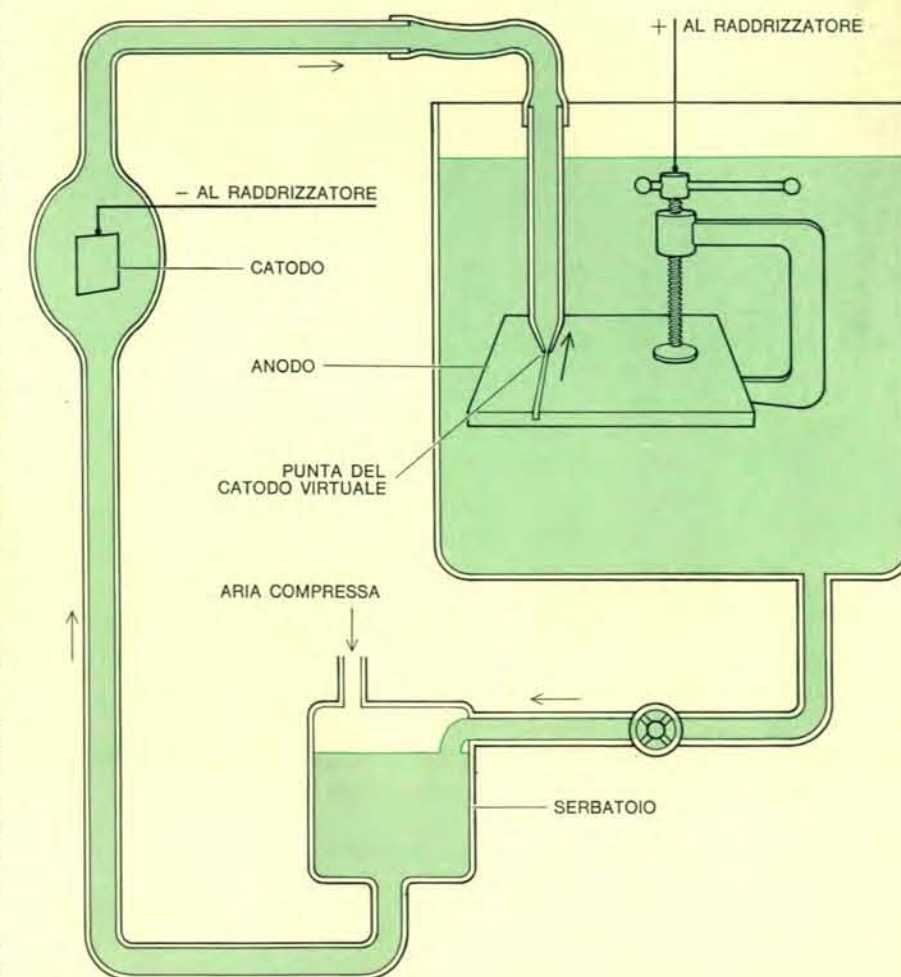 + AL RADDRIZZATORE
− AL RADDRIZZATORE
CATODO
ANODO
PUNTA DEL
CATODO VIRTUALE
ARIA COMPRESSA
SERBATOIO